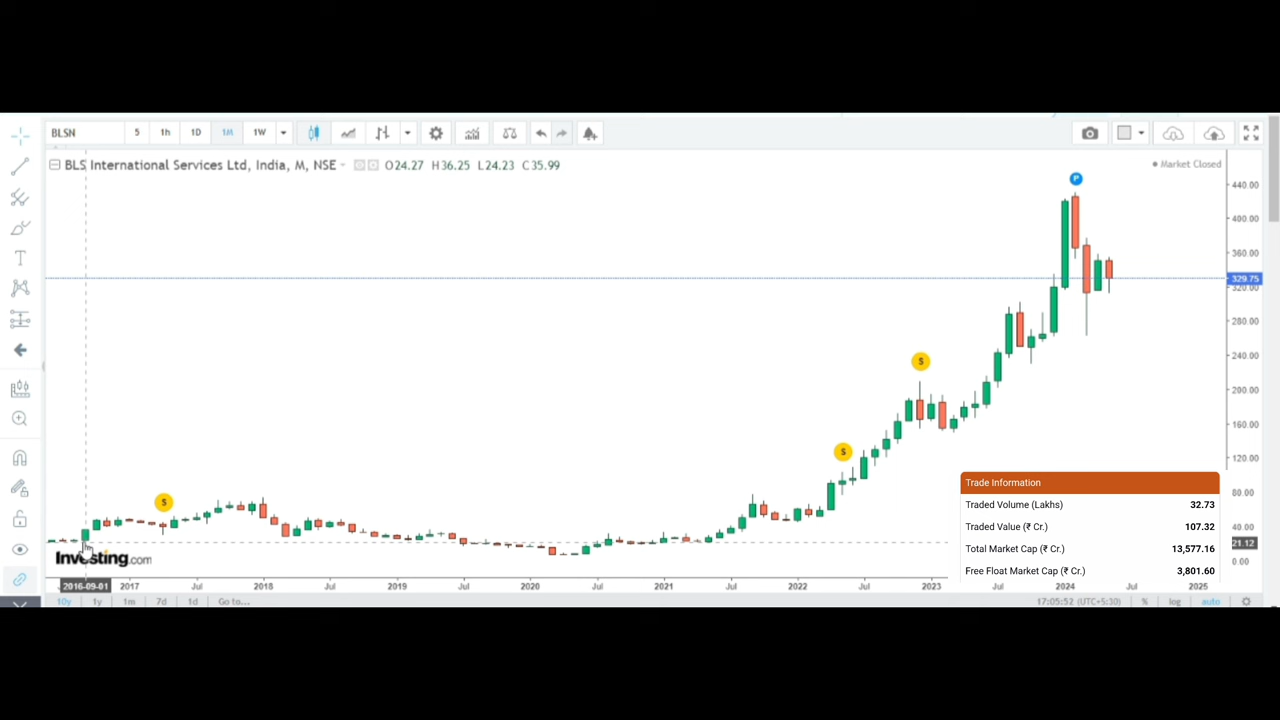 BLSN 5 1h 1D 1M 1W
BLS International Services Ltd, India, M, NSE O24.27 H36.25 L24.23 C35.99
Market Closed
P
440.00
400.00
360.00
329.75
320.00
280.00
240.00
S
200.00
160.00
S
120.00
Trade Information
80.00
S
Traded Volume (Lakhs) 32.73
Traded Value (₹ Cr.) 107.32
40.00
21.12
Total Market Cap (₹ Cr.) 13,577.16
Investing.com
0.00
Free Float Market Cap (₹ Cr.) 3,801.60
2016-09-01 2017 Jul 2018 Jul 2019 Jul 2020 Jul 2021 Jul 2022 Jul 2023 Jul 2024 Jul 2025
10y 1y 1m 7d 1d Go to... 17:05:52 (UTC+5:30) % log auto